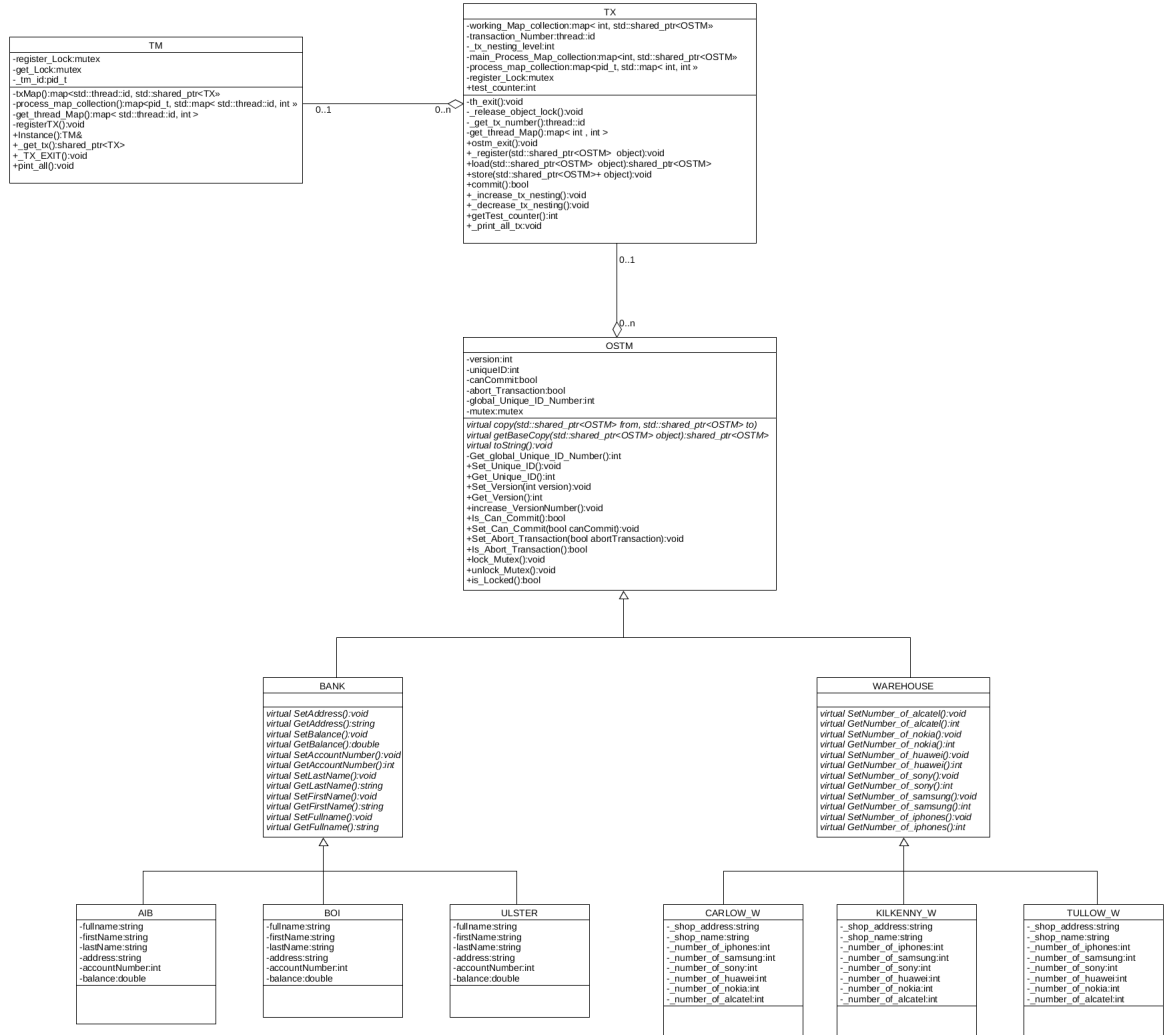 TM
-register_Lock:mutex
-get_Lock:mutex
-_tm_id:pid_t
-txMap():map<std::thread::id, std::shared_ptr<TX»
-process_map_collection():map<pid_t, std::map< std::thread::id, int »
-get_thread_Map():map< std::thread::id, int >
-registerTX():void
+Instance():TM&
+_get_tx():shared_ptr<TX>
+_TX_EXIT():void
+pint_all():void
0..1
0..n
TX
-working_Map_collection:map< int, std::shared_ptr<OSTM»
-transaction_Number:thread::id
-_tx_nesting_level:int
-main_Process_Map_collection:map<int, std::shared_ptr<OSTM»
-process_map_collection:map<pid_t, std::map< int, int »
-register_Lock:mutex
+test_counter:int
-th_exit():void
-_release_object_lock():void
-_get_tx_number():thread::id
-get_thread_Map():map< int , int >
+ostm_exit():void
+_register(std::shared_ptr<OSTM>  object):void
+load(std::shared_ptr<OSTM>  object):shared_ptr<OSTM>
+store(std::shared_ptr<OSTM>+ object):void
+commit():bool
+_increase_tx_nesting():void
+_decrease_tx_nesting():void
+getTest_counter():int
+_print_all_tx:void
0..1
0..n
OSTM
-version:int
-uniqueID:int
-canCommit:bool
-abort_Transaction:bool
-global_Unique_ID_Number:int
-mutex:mutex
virtual copy(std::shared_ptr<OSTM> from, std::shared_ptr<OSTM> to)
virtual getBaseCopy(std::shared_ptr<OSTM> object):shared_ptr<OSTM>
virtual toString():void
-Get_global_Unique_ID_Number():int
+Set_Unique_ID():void
+Get_Unique_ID():int
+Set_Version(int version):void
+Get_Version():int
+increase_VersionNumber():void
+Is_Can_Commit():bool
+Set_Can_Commit(bool canCommit):void
+Set_Abort_Transaction(bool abortTransaction):void
+Is_Abort_Transaction():bool
+lock_Mutex():void
+unlock_Mutex():void
+is_Locked():bool
BANK
virtual SetAddress():void
virtual GetAddress():string
virtual SetBalance():void
virtual GetBalance():double
virtual SetAccountNumber():void
virtual GetAccountNumber():int
virtual SetLastName():void
virtual GetLastName():string
virtual SetFirstName():void
virtual GetFirstName():string
virtual SetFullname():void
virtual GetFullname():string
WAREHOUSE
virtual SetNumber_of_alcatel():void
virtual GetNumber_of_alcatel():int
virtual SetNumber_of_nokia():void
virtual GetNumber_of_nokia():int
virtual SetNumber_of_huawei():void
virtual GetNumber_of_huawei():int
virtual SetNumber_of_sony():void
virtual GetNumber_of_sony():int
virtual SetNumber_of_samsung():void
virtual GetNumber_of_samsung():int
virtual SetNumber_of_iphones():void
virtual GetNumber_of_iphones():int
AIB
-fullname:string
-firstName:string
-lastName:string
-address:string
-accountNumber:int
-balance:double
BOI
-fullname:string
-firstName:string
-lastName:string
-address:string
-accountNumber:int
-balance:double
ULSTER
-fullname:string
-firstName:string
-lastName:string
-address:string
-accountNumber:int
-balance:double
CARLOW_W
-_shop_address:string
-_shop_name:string
-_number_of_iphones:int
-_number_of_samsung:int
-_number_of_sony:int
-_number_of_huawei:int
-_number_of_nokia:int
-_number_of_alcatel:int
KILKENNY_W
-_shop_address:string
-_shop_name:string
-_number_of_iphones:int
-_number_of_samsung:int
-_number_of_sony:int
-_number_of_huawei:int
-_number_of_nokia:int
-_number_of_alcatel:int
TULLOW_W
-_shop_address:string
-_shop_name:string
-_number_of_iphones:int
-_number_of_samsung:int
-_number_of_sony:int
-_number_of_huawei:int
-_number_of_nokia:int
-_number_of_alcatel:int